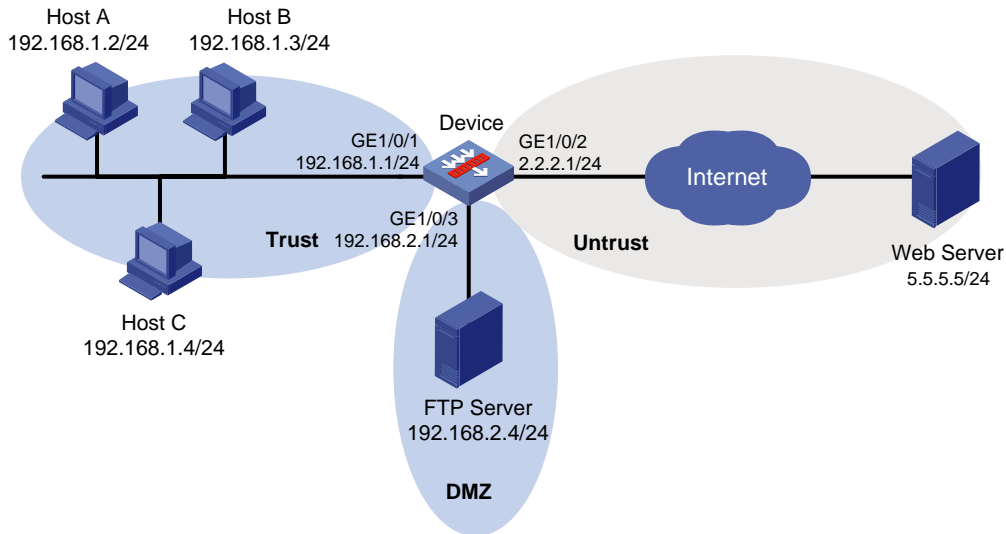 Host A
192.168.1.2/24
Host B
192.168.1.3/24
Device
GE1/0/1
192.168.1.1/24
GE1/0/2
2.2.2.1/24
Internet
GE1/0/3
192.168.2.1/24
Trust
Untrust
Web Server
5.5.5.5/24
Host C
192.168.1.4/24
FTP Server
192.168.2.4/24
DMZ